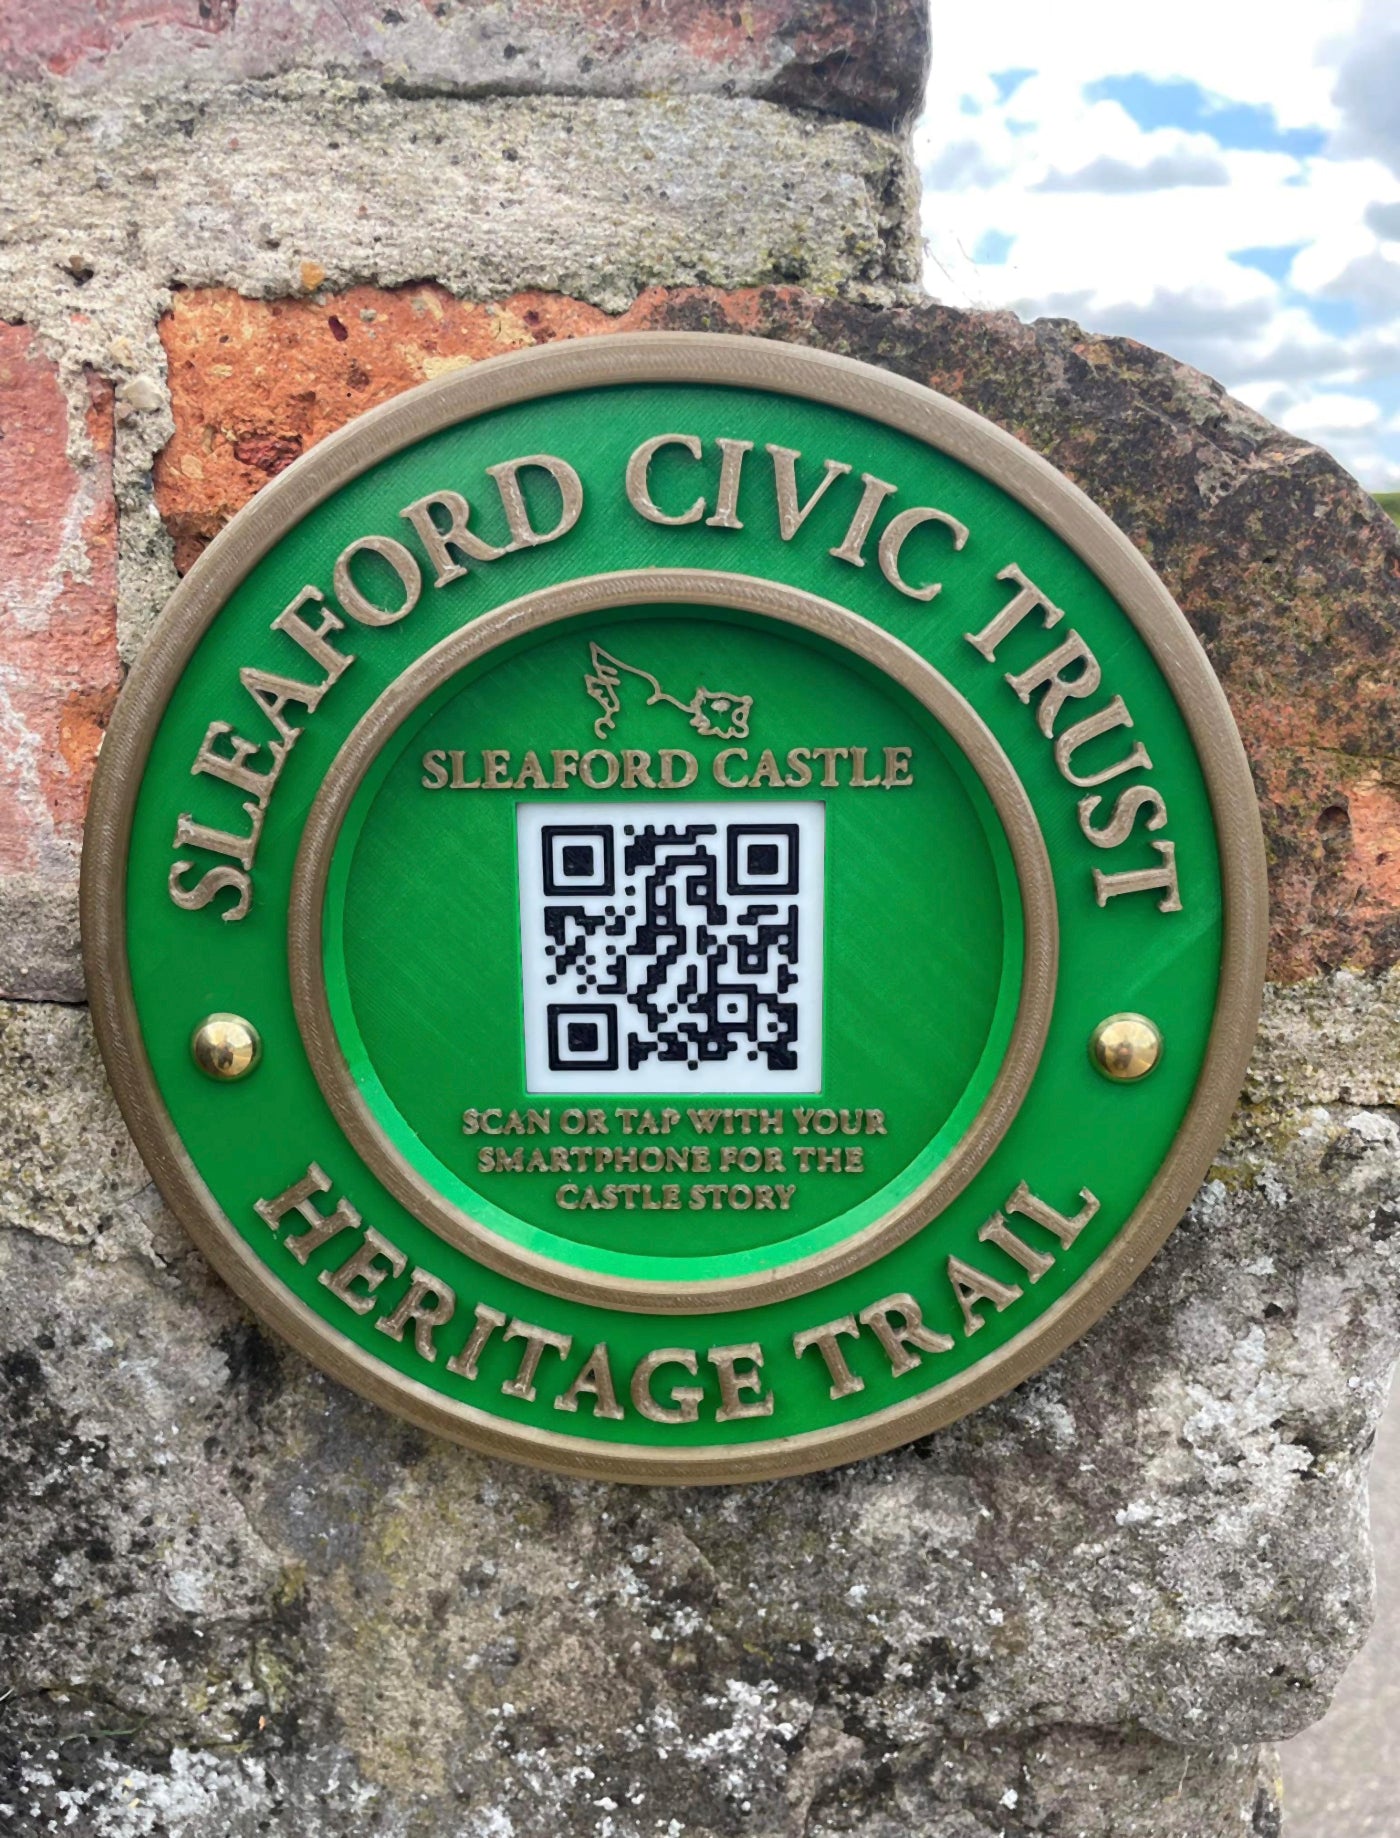 SLEAFORD CIVIC TRUST
SLEAFORD CASTLE
SCAN OR TAP WITH YOUR
SMARTPHONE FOR THE
CASTLE STORY
HERITAGE TRAIL